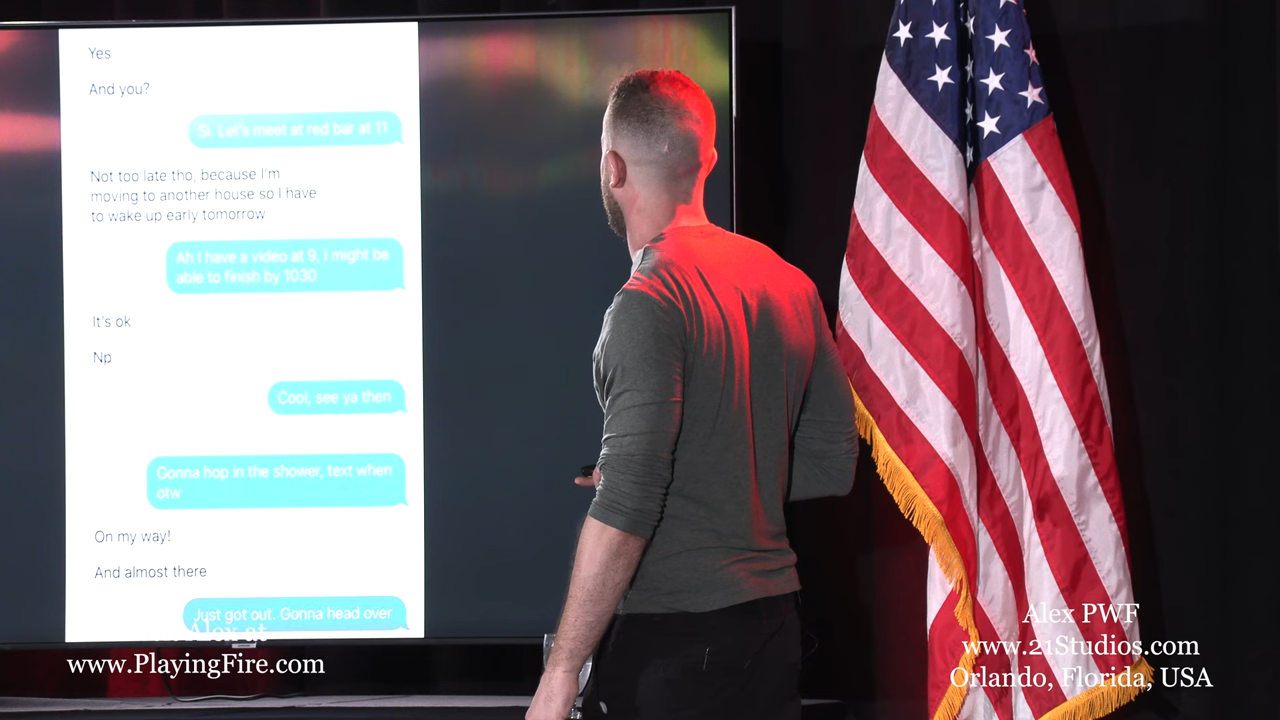 Yes
And you?
Si. Let's meet at red bar at 11
Not too late tho, because I'm
moving to another house so I have
to wake up early tomorrow
Ah I have a video at 9, I might be
able to finish by 1030
It's ok
Np
Cool, see ya then
Gonna hop in the shower, text when
otw
On my way!
And almost there
Just got out. Gonna head over
Alex at
www.PlayingFire.com
Alex PWF
www.21Studios.com
Orlando, Florida, USA